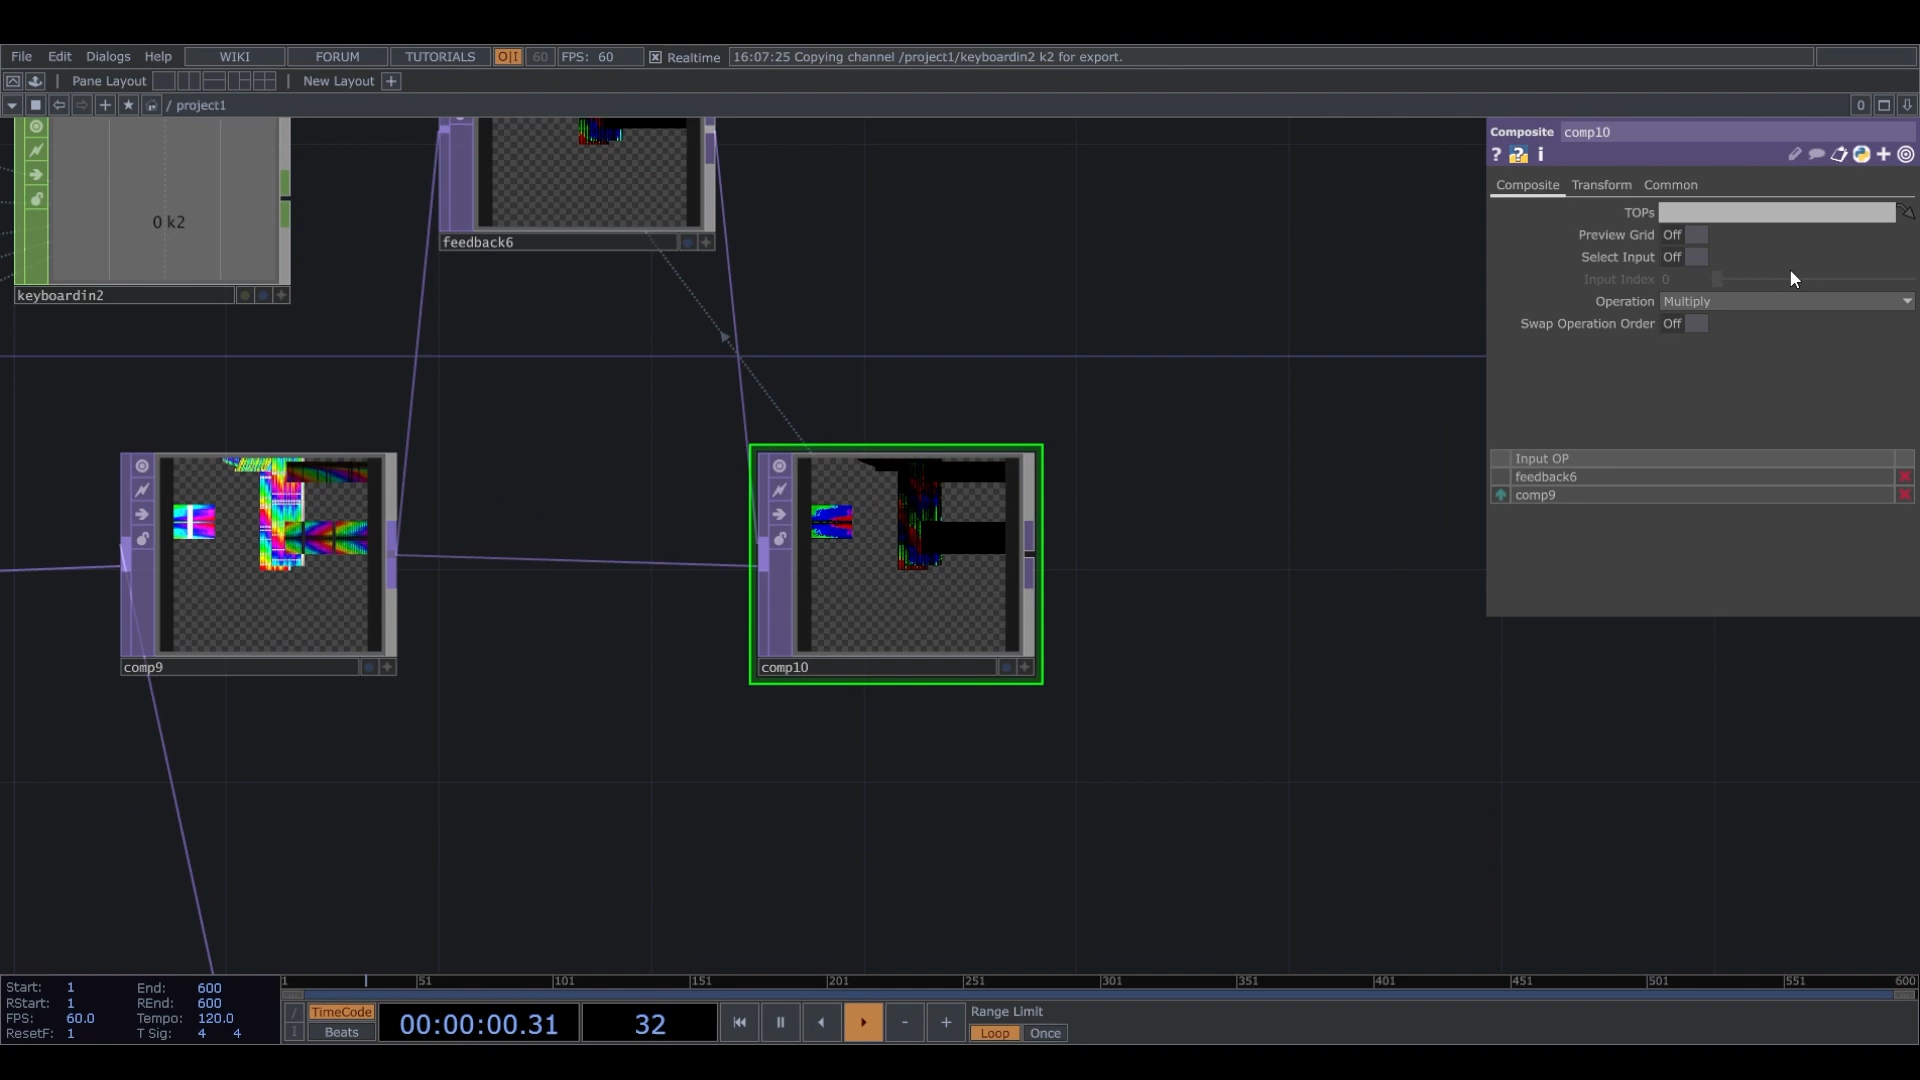 File Edit Dialogs Help WIKI FORUM TUTORIALS O|I 60 FPS: 60 Realtime 16:07:25 Copying channel /project1/keyboardin2 k2 for export.
Pane Layout New Layout +
/ project1 0
Composite comp10
? ? i
Composite Transform Common
TOPs
Preview Grid Off
Select Input Off
Input Index 0
Operation Multiply
Swap Operation Order Off
Input OP
feedback6
comp9
0 k2
keyboardin2
feedback6
comp9
comp10
1 51 101 151 201 251 301 351 401 451 501 551 600
Start: 1 End: 600
RStart: 1 REnd: 600
FPS: 60.0 Tempo: 120.0
ResetF: 1 T Sig: 4 4
/ TimeCode
I Beats
00:00:00.31 32
- +
Range Limit
Loop Once